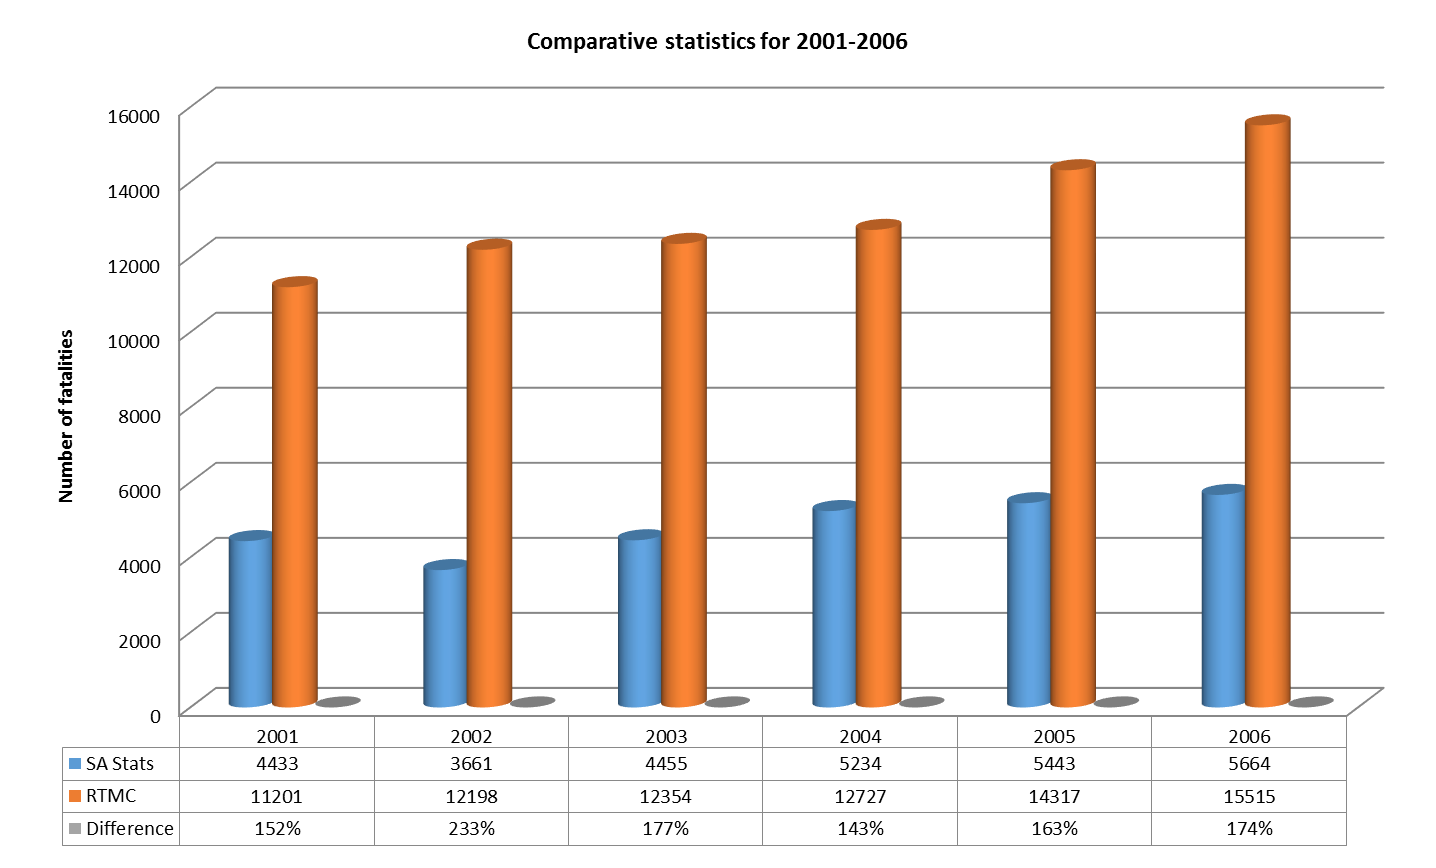 Comparative statistics for 2001-2006
Number of fatalities
16000
14000
12000
10000
8000
6000
4000
2000
0
2001 2002 2003 2004 2005 2006
SA Stats 4433 3661 4455 5234 5443 5664
RTMC 11201 12198 12354 12727 14317 15515
Difference 152% 233% 177% 143% 163% 174%